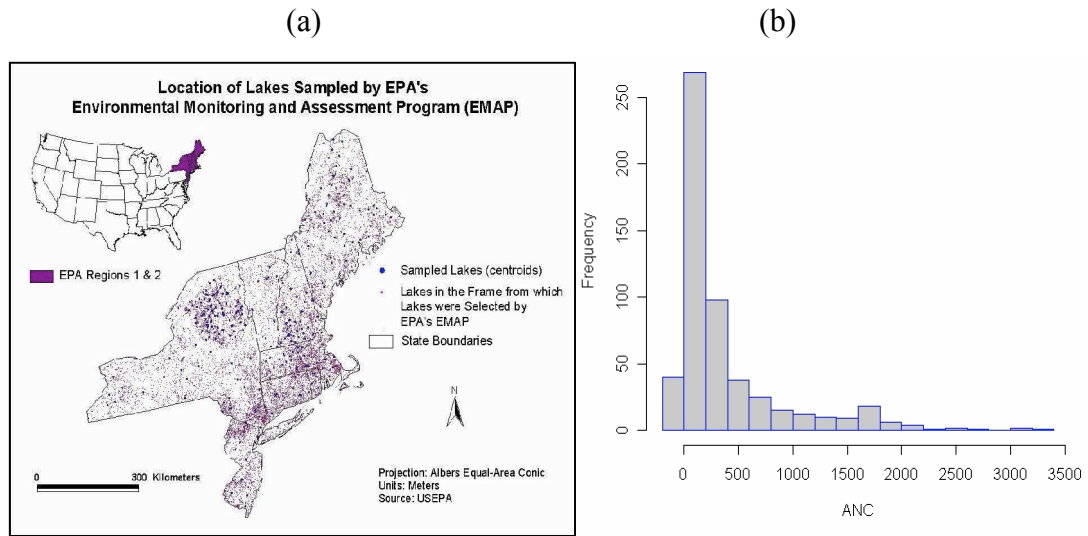 (a)
(b)
Location of Lakes Sampled by EPA's
Environmental Monitoring and Assessment Program (EMAP)
EPA Regions 1 & 2
Sampled Lakes (centroids)
Lakes in the Frame from which
Lakes were Selected by
EPA's EMAP
State Boundaries
N
0 300 Kilometers
Projection: Albers Equal-Area Conic
Units: Meters
Source: USEPA
Frequency
250
200
150
100
50
0
0 500 1000 1500 2000 2500 3000 3500
ANC